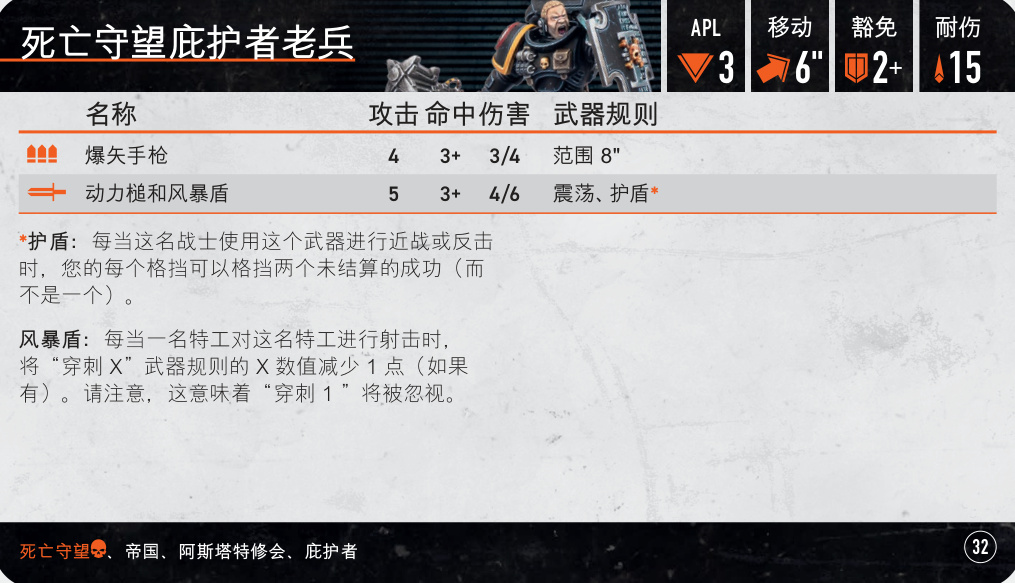 死亡守望庇护者老兵
APL 移动 豁免 耐伤
3 6" 2+ 15
名称 攻击 命中 伤害 武器规则
爆矢手枪 4 3+ 3/4 范围 8"
动力槌和风暴盾 5 3+ 4/6 震荡、护盾*
*护盾：每当这名战士使用这个武器进行近战或反击
时，您的每个格挡可以格挡两个未结算的成功（而
不是一个）。
风暴盾：每当一名特工对这名特工进行射击时，
将“穿刺 X”武器规则的 X 数值减少 1 点（如果
有）。请注意，这意味着“穿刺 1 ”将被忽视。
死亡守望、帝国、阿斯塔特修会、庇护者
32